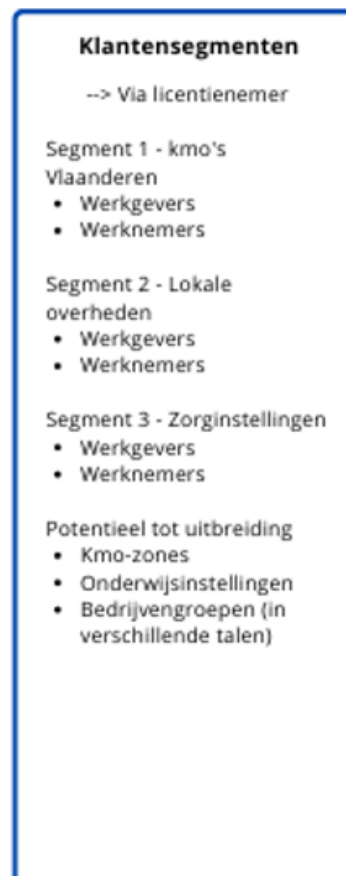 Klantensegmenten
--> Via licentienemer
Segment 1 - kmo's
Vlaanderen
• Werkgevers
• Werknemers
Segment 2 - Lokale
overheden
• Werkgevers
• Werknemers
Segment 3 - Zorginstellingen
• Werkgevers
• Werknemers
Potentieel tot uitbreiding
• Kmo-zones
• Onderwijsinstellingen
• Bedrijvengroepen (in
verschillende talen)